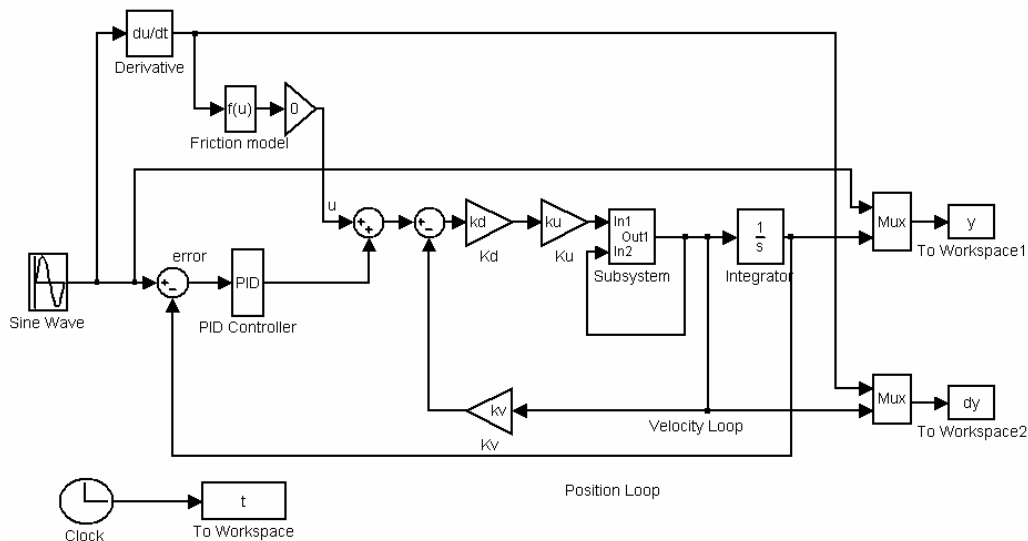 du/dt
Derivative
f(u)
0
Friction model
u
+
+
+
-
kd
Kd
ku
Ku
In1
Out1
In2
Subsystem
1
s
Integrator
Mux
y
To Workspace1
Sine Wave
error
+
-
PID
PID Controller
kv
Kv
Velocity Loop
Mux
dy
To Workspace2
Position Loop
Clock
t
To Workspace